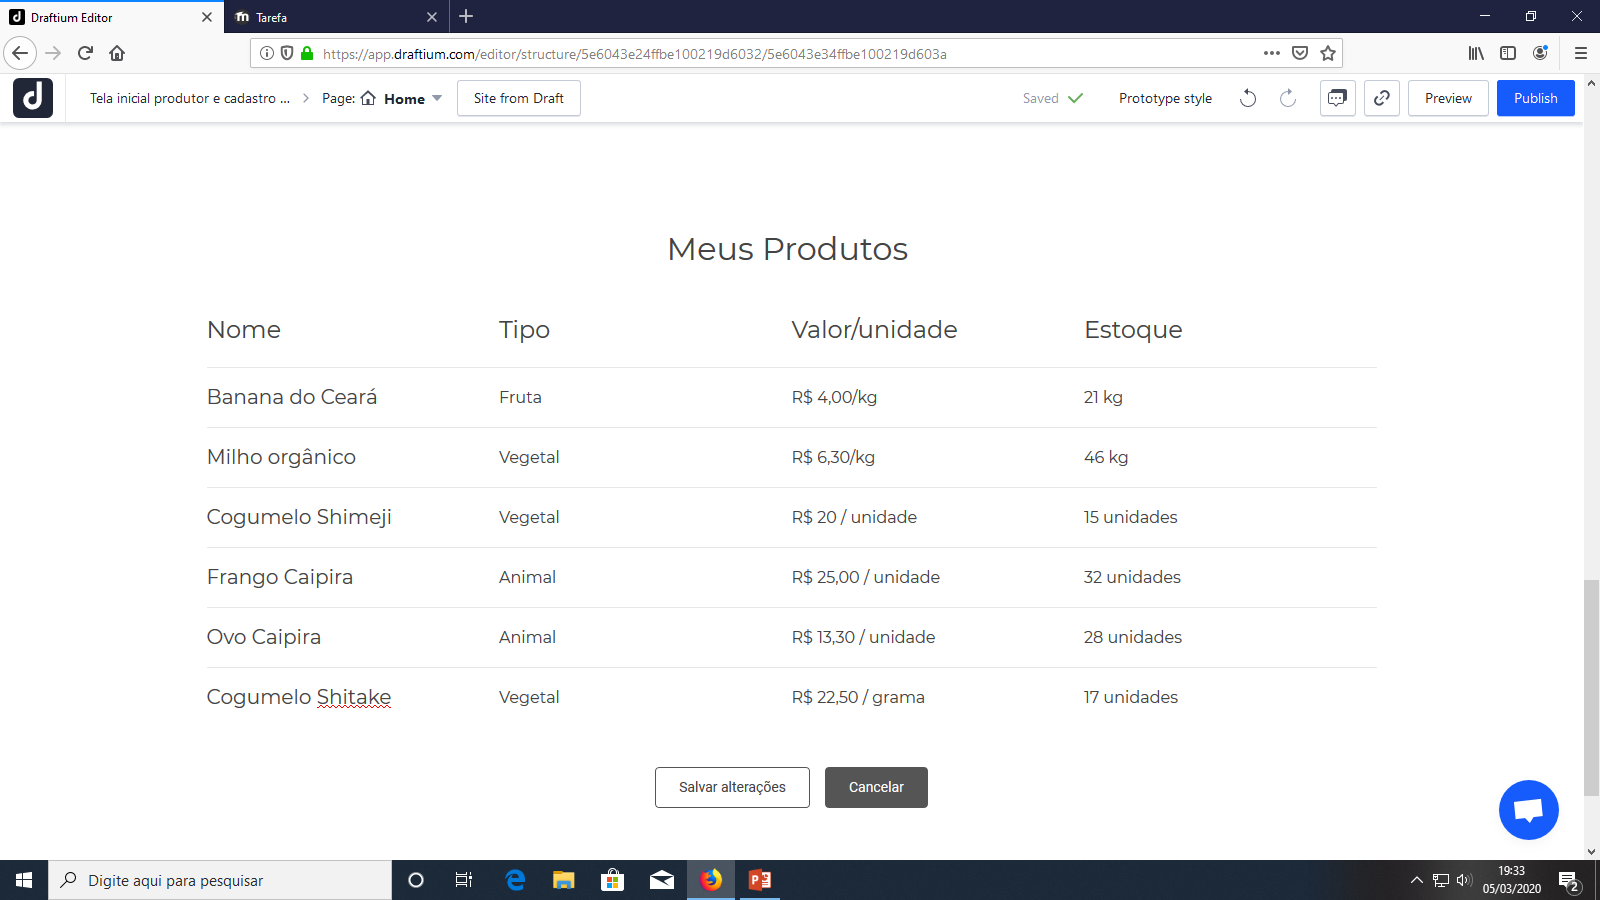 Draftium Editor
Tarefa
https://app.draftium.com/editor/structure/5e6043e24ffbe100219d6032/5e6043e34ffbe100219d603a
Tela inicial produtor e cadastro ... > Page: Home Site from Draft Saved Prototype style Preview Publish
Meus Produtos
Nome Tipo Valor/unidade Estoque
Banana do Ceará Fruta R$ 4,00/kg 21 kg
Milho orgânico Vegetal R$ 6,30/kg 46 kg
Cogumelo Shimeji Vegetal R$ 20 / unidade 15 unidades
Frango Caipira Animal R$ 25,00 / unidade 32 unidades
Ovo Caipira Animal R$ 13,30 / unidade 28 unidades
Cogumelo Shitake Vegetal R$ 22,50 / grama 17 unidades
Salvar alterações Cancelar
Digite aqui para pesquisar
19:33
05/03/2020
2